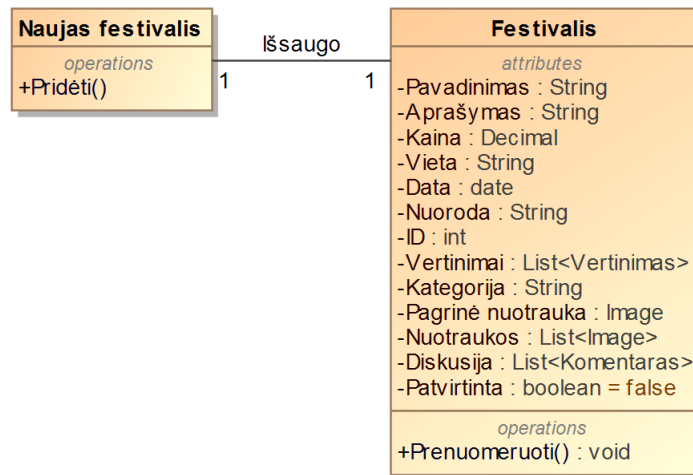 Naujas festivalis
operations
+Pridėti()
Išsaugo
1
1
Festivalis
attributes
-Pavadinimas : String
-Aprašymas : String
-Kaina : Decimal
-Vieta : String
-Data : date
-Nuoroda : String
-ID : int
-Vertinimai : List<Vertinimas>
-Kategorija : String
-Pagrinė nuotrauka : Image
-Nuotraukos : List<Image>
-Diskusija : List<Komentaras>
-Patvirtinta : boolean = false
operations
+Prenuomeruoti() : void